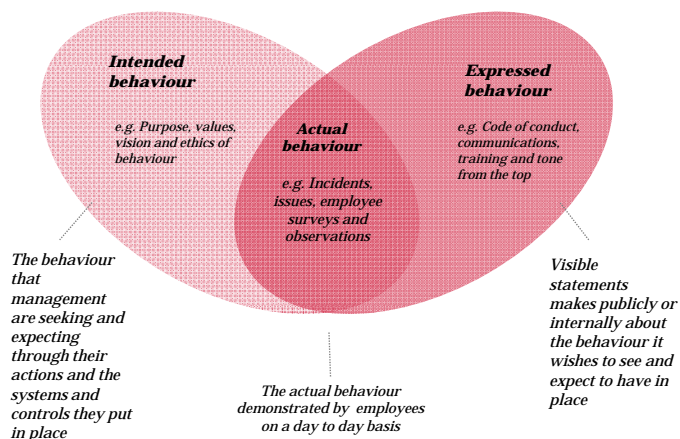 Intended
behaviour
e.g. Purpose, values,
vision and ethics of
behaviour
Actual
behaviour
e.g. Incidents,
issues, employee
surveys and
observations
Expressed
behaviour
e.g. Code of conduct,
communications,
training and tone
from the top
The behaviour
that
management
are seeking and
expecting
through their
actions and the
systems and
controls they put
in place
The actual behaviour
demonstrated by employees
on a day to day basis
Visible
statements
makes publicly or
internally about
the behaviour it
wishes to see and
expect to have in
place